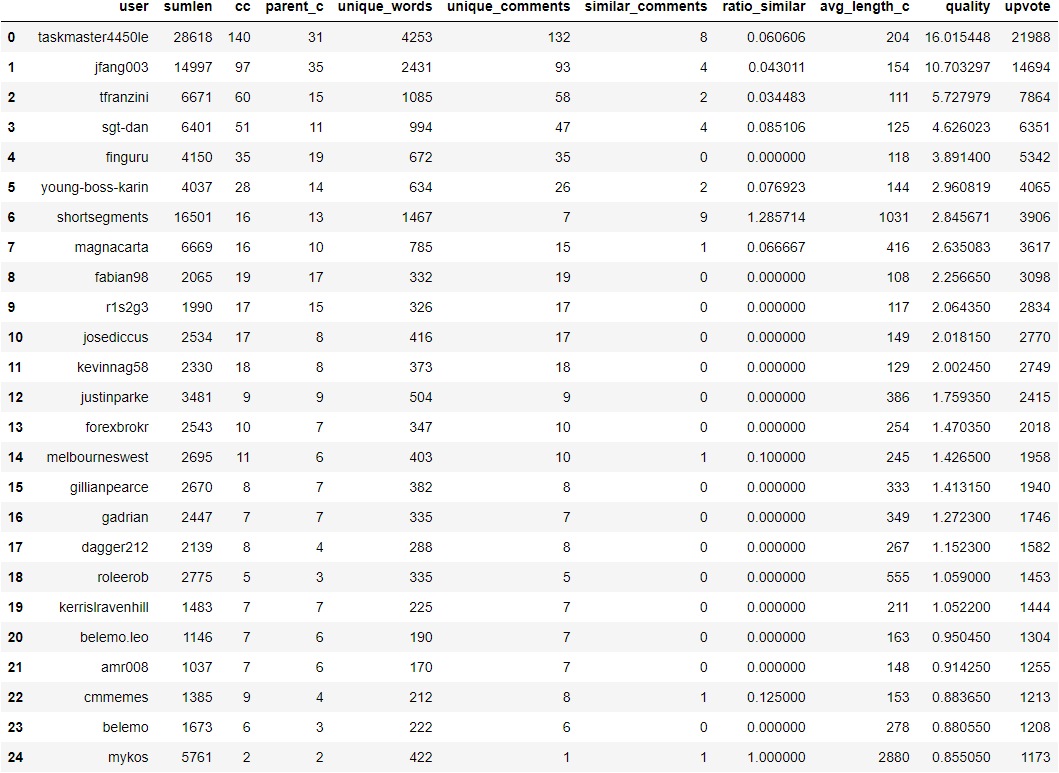 user sumlen cc parent_c unique_words unique_comments similar_comments ratio_similar avg_length_c quality upvote
0 taskmaster4450le 28618 140 31 4253 132 8 0.060606 204 16.015448 21988
1 jfang003 14997 97 35 2431 93 4 0.043011 154 10.703297 14694
2 tfranzini 6671 60 15 1085 58 2 0.034483 111 5.727979 7864
3 sgt-dan 6401 51 11 994 47 4 0.085106 125 4.626023 6351
4 finguru 4150 35 19 672 35 0 0.000000 118 3.891400 5342
5 young-boss-karin 4037 28 14 634 26 2 0.076923 144 2.960819 4065
6 shortsegments 16501 16 13 1467 7 9 1.285714 1031 2.845671 3906
7 magnacarta 6669 16 10 785 15 1 0.066667 416 2.635083 3617
8 fabian98 2065 19 17 332 19 0 0.000000 108 2.256650 3098
9 r1s2g3 1990 17 15 326 17 0 0.000000 117 2.064350 2834
10 josediccus 2534 17 8 416 17 0 0.000000 149 2.018150 2770
11 kevinnag58 2330 18 8 373 18 0 0.000000 129 2.002450 2749
12 justinparke 3481 9 9 504 9 0 0.000000 386 1.759350 2415
13 forexbrokr 2543 10 7 347 10 0 0.000000 254 1.470350 2018
14 melbourneswest 2695 11 6 403 10 1 0.100000 245 1.426500 1958
15 gillianpearce 2670 8 7 382 8 0 0.000000 333 1.413150 1940
16 gadrian 2447 7 7 335 7 0 0.000000 349 1.272300 1746
17 dagger212 2139 8 4 288 8 0 0.000000 267 1.152300 1582
18 roleerob 2775 5 3 335 5 0 0.000000 555 1.059000 1453
19 kerrislravenhill 1483 7 7 225 7 0 0.000000 211 1.052200 1444
20 belemo.leo 1146 7 6 190 7 0 0.000000 163 0.950450 1304
21 amr008 1037 7 6 170 7 0 0.000000 148 0.914250 1255
22 cmmemes 1385 9 4 212 8 1 0.125000 153 0.883650 1213
23 belemo 1673 6 3 222 6 0 0.000000 278 0.880550 1208
24 mykos 5761 2 2 422 1 1 1.000000 2880 0.855050 1173